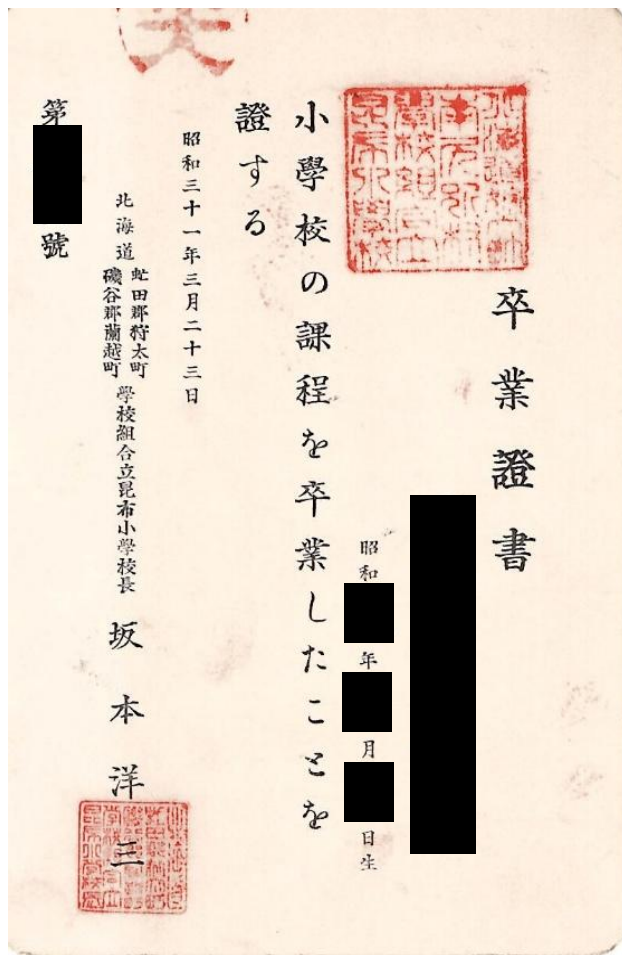 卒業證書
昭和 年 月 日生
小學校の課程を卒業したことを
證する
昭和三十一年三月二十三日
北海道
虻田郡狩太町
磯谷郡蘭越町
學校組合立昆布小學校長
坂本洋三
第 號